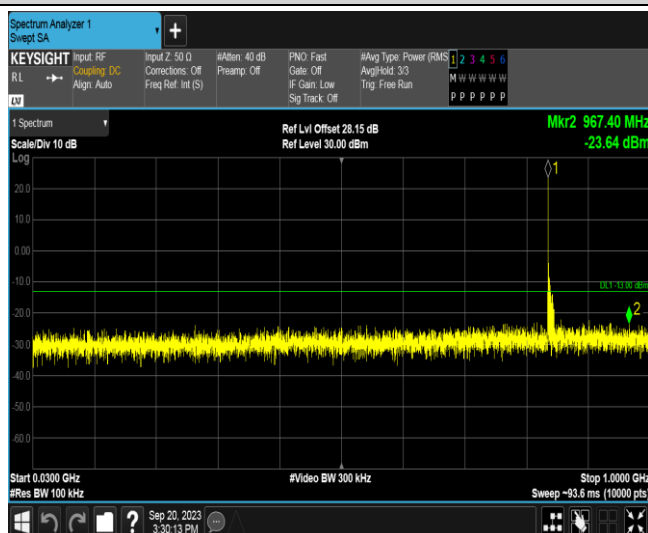 Spectrum Analyzer 1
Swept SA
+
KEYSIGHT
RL
Input: RF
Coupling: DC
Align: Auto
Input Z: 50 Ω
Corrections: Off
Freq Ref: Int (S)
#Atten: 40 dB
Preamp: Off
PNO: Fast
Gate: Off
IF Gain: Low
Sig Track: Off
#Avg Type: Power (RMS
Avg|Hold: 3/3
Trig: Free Run
1 2 3 4 5 6
M W W W W W
P P P P P P
LXI
1 Spectrum
Scale/Div 10 dB
Log
Ref Lvl Offset 28.15 dB
Ref Level 30.00 dBm
Mkr2 967.40 MHz
-23.64 dBm
1
20.0
10.0
0.00
-10.0
DL1 -13.00 dBm
2
-20.0
-30.0
-40.0
-50.0
-60.0
Start 0.0300 GHz
#Video BW 300 kHz
Stop 1.0000 GHz
#Res BW 100 kHz
Sweep ~93.6 ms (10000 pts)
?
Sep 20, 2023
3:30:13 PM